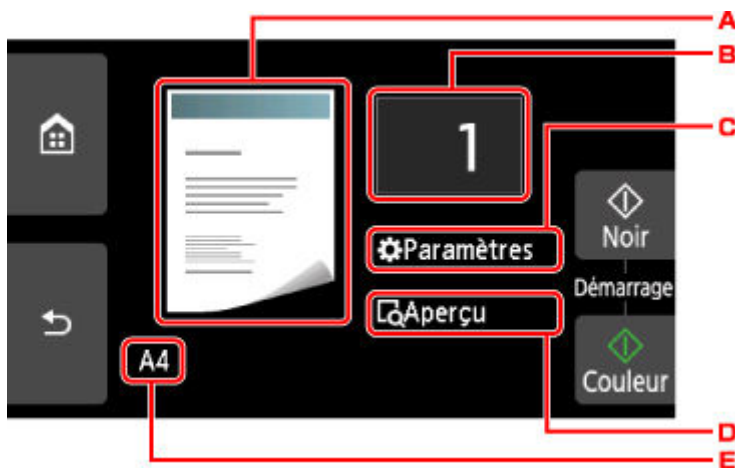 A
B
1
C
Paramètres
Noir
Démarrage
Aperçu
A4
Couleur
D
E